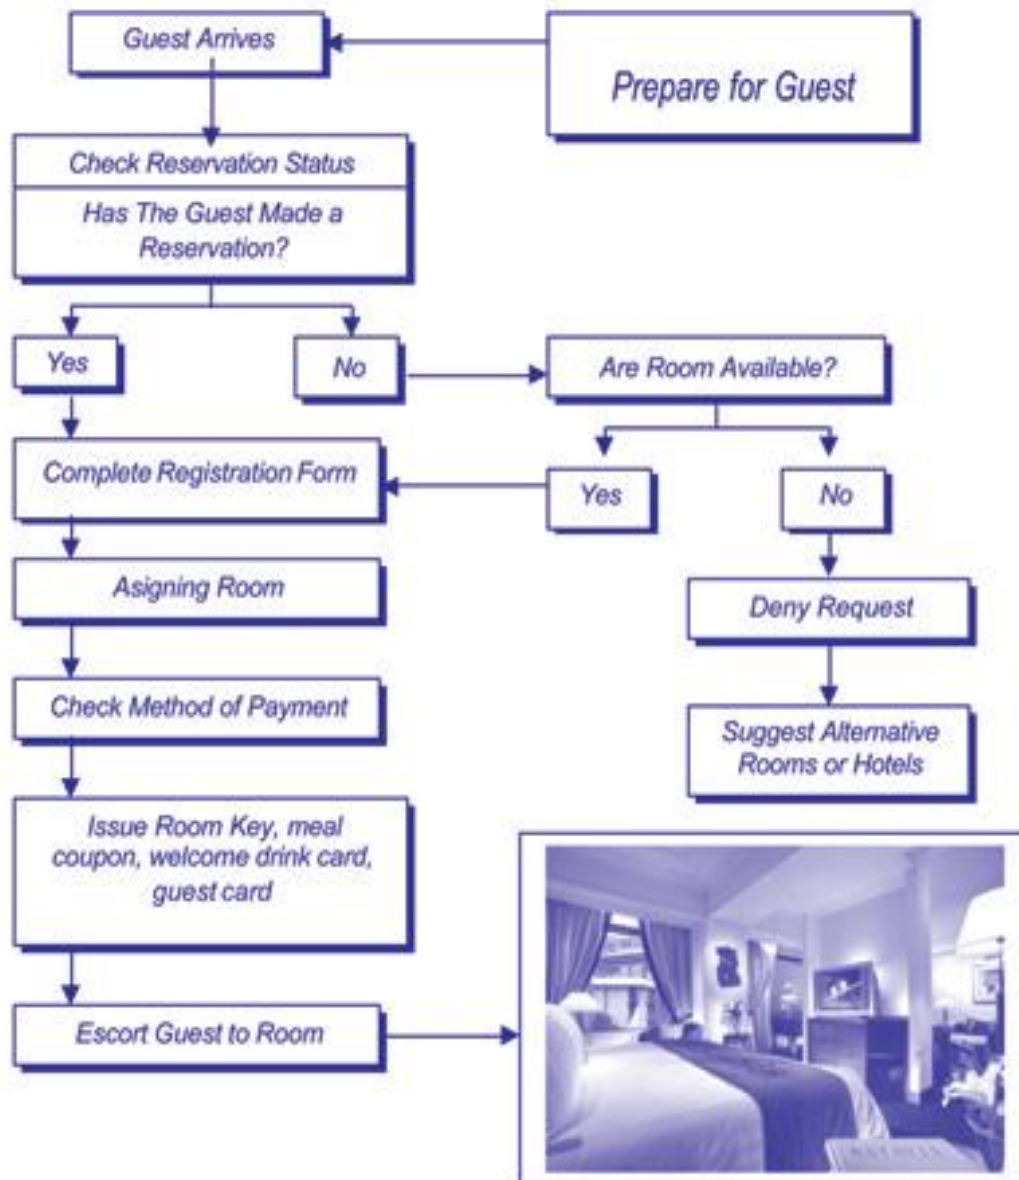 Guest Arrives
Prepare for Guest
Check Reservation Status
Has The Guest Made a
Reservation?
Yes
No
Are Room Available?
Complete Registration Form
Yes
No
Asigning Room
Deny Request
Check Method of Payment
Suggest Alternative
Rooms or Hotels
Issue Room Key, meal
coupon, welcome drink card,
guest card
Escort Guest to Room